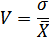 V = σ / X̄